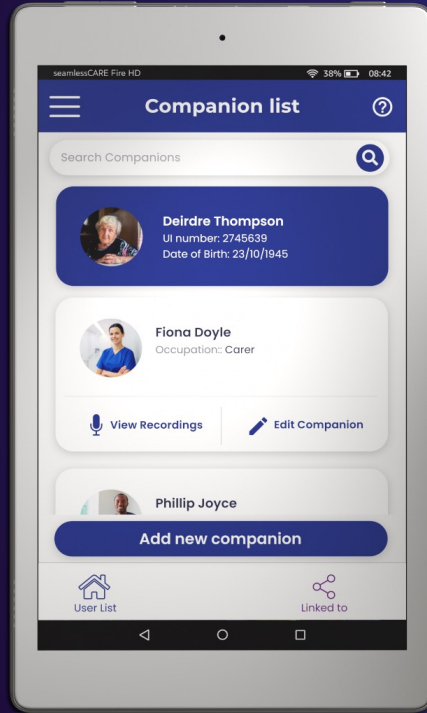 seamlessCARE Fire HD 38% 08:42
Companion list
Search Companions
Deirdre Thompson
UI number: 2745639
Date of Birth: 23/10/1945
Fiona Doyle
Occupation:: Carer
View Recordings Edit Companion
Phillip Joyce
Add new companion
User List Linked to